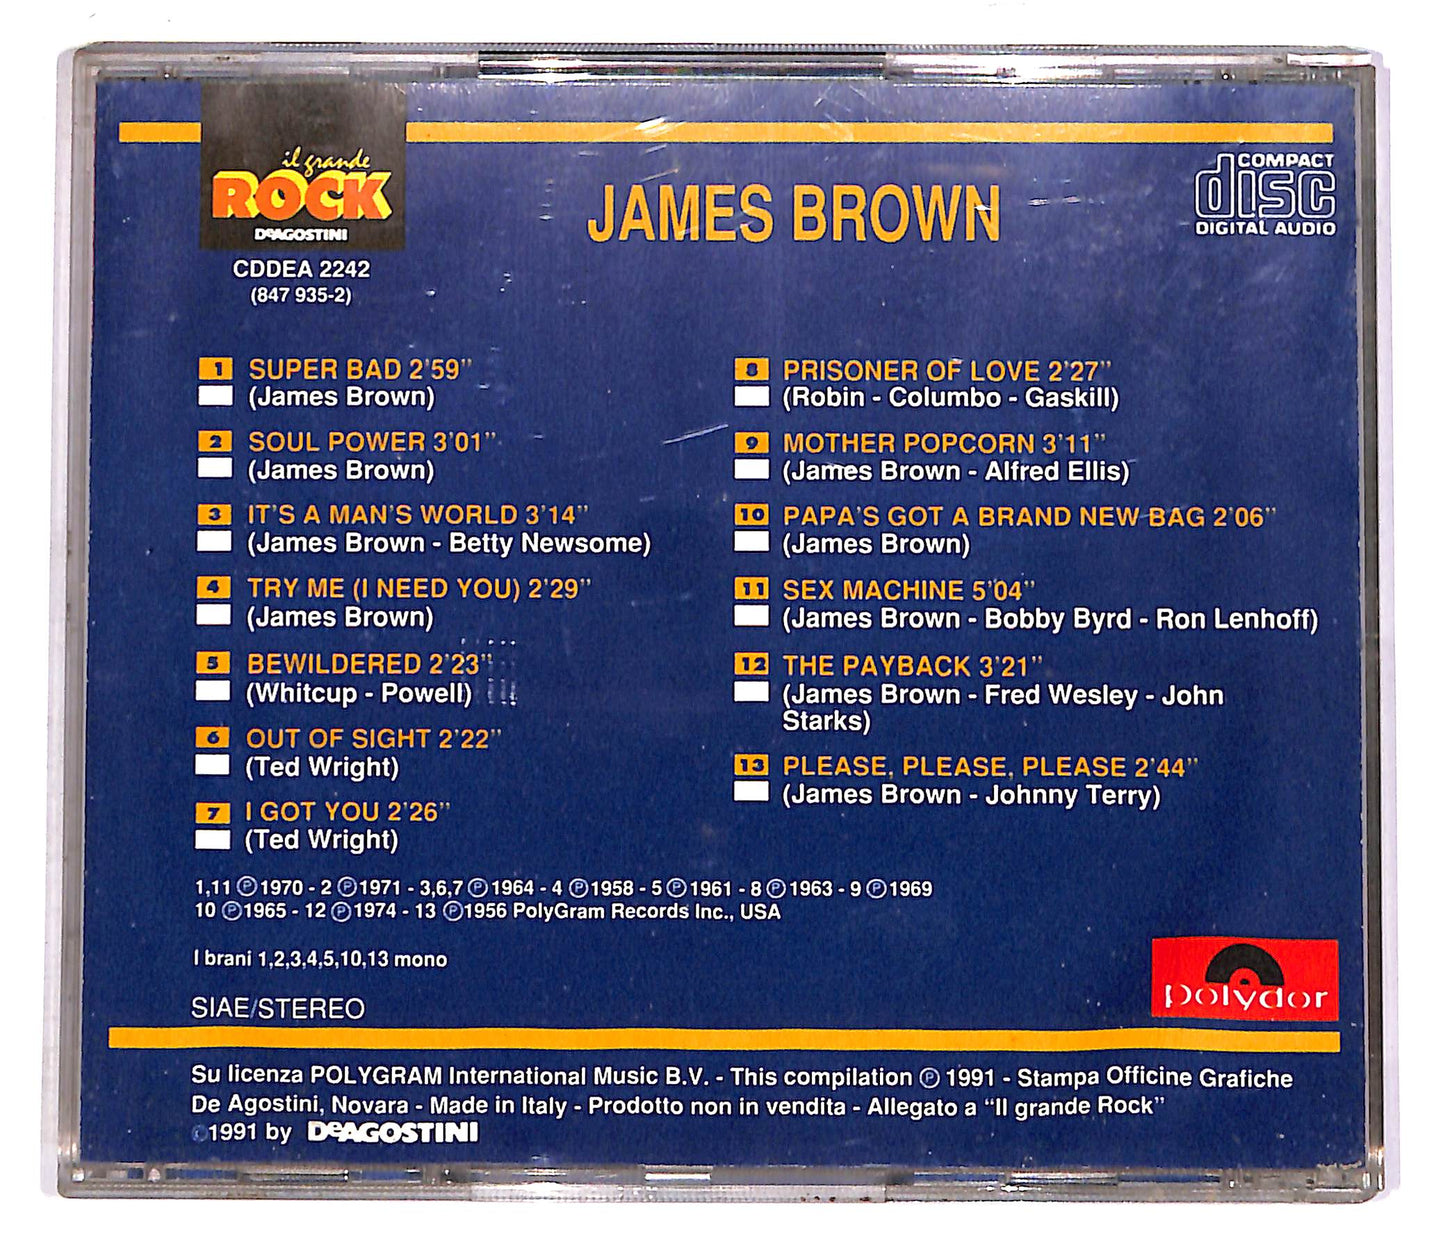 il grande
ROCK
DeAGOSTINI
CDDEA 2242
(847 935-2)
JAMES BROWN
COMPACT
disc
DIGITAL AUDIO
1 SUPER BAD 2'59"
(James Brown)
2 SOUL POWER 3'01"
(James Brown)
3 IT'S A MAN'S WORLD 3'14"
(James Brown - Betty Newsome)
4 TRY ME (I NEED YOU) 2'29"
(James Brown)
5 BEWILDERED 2'23"
(Whitcup - Powell)
6 OUT OF SIGHT 2'22"
(Ted Wright)
7 I GOT YOU 2'26"
(Ted Wright)
8 PRISONER OF LOVE 2'27"
(Robin - Columbo - Gaskill)
9 MOTHER POPCORN 3'11"
(James Brown - Alfred Ellis)
10 PAPA'S GOT A BRAND NEW BAG 2'06"
(James Brown)
11 SEX MACHINE 5'04"
(James Brown - Bobby Byrd - Ron Lenhoff)
12 THE PAYBACK 3'21"
(James Brown - Fred Wesley - John
Starks)
13 PLEASE, PLEASE, PLEASE 2'44"
(James Brown - Johnny Terry)
1,11 ℗1970 - 2 ℗1971 - 3,6,7 ℗1964 - 4 ℗1958 - 5 ℗1961 - 8 ℗1963 - 9 ℗1969
10 ℗1965 - 12 ℗1974 - 13 ℗1956 PolyGram Records Inc., USA
I brani 1,2,3,4,5,10,13 mono
SIAE/STEREO
polydor
Su licenza POLYGRAM International Music B.V. - This compilation ℗ 1991 - Stampa Officine Grafiche
De Agostini, Novara - Made in Italy - Prodotto non in vendita - Allegato a "Il grande Rock"
©1991 by DeAGOSTINI